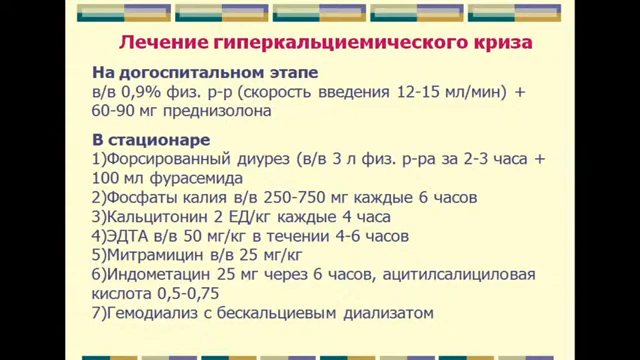 Лечение гиперкальциемического криза
На догоспитальном этапе
в/в 0,9% физ. р-р (скорость введения 12-15 мл/мин) +
60-90 мг преднизолона
В стационаре
1)Форсированный диурез (в/в 3 л физ. р-ра за 2-3 часа +
100 мл фурасемида
2)Фосфаты калия в/в 250-750 мг каждые 6 часов
3)Кальцитонин 2 ЕД/кг каждые 4 часа
4)ЭДТА в/в 50 мг/кг в течении 4-6 часов
5)Митрамицин в/в 25 мг/кг
6)Индометацин 25 мг через 6 часов, ацитилсалициловая
кислота 0,5-0,75
7)Гемодиализ с бескальциевым диализатом